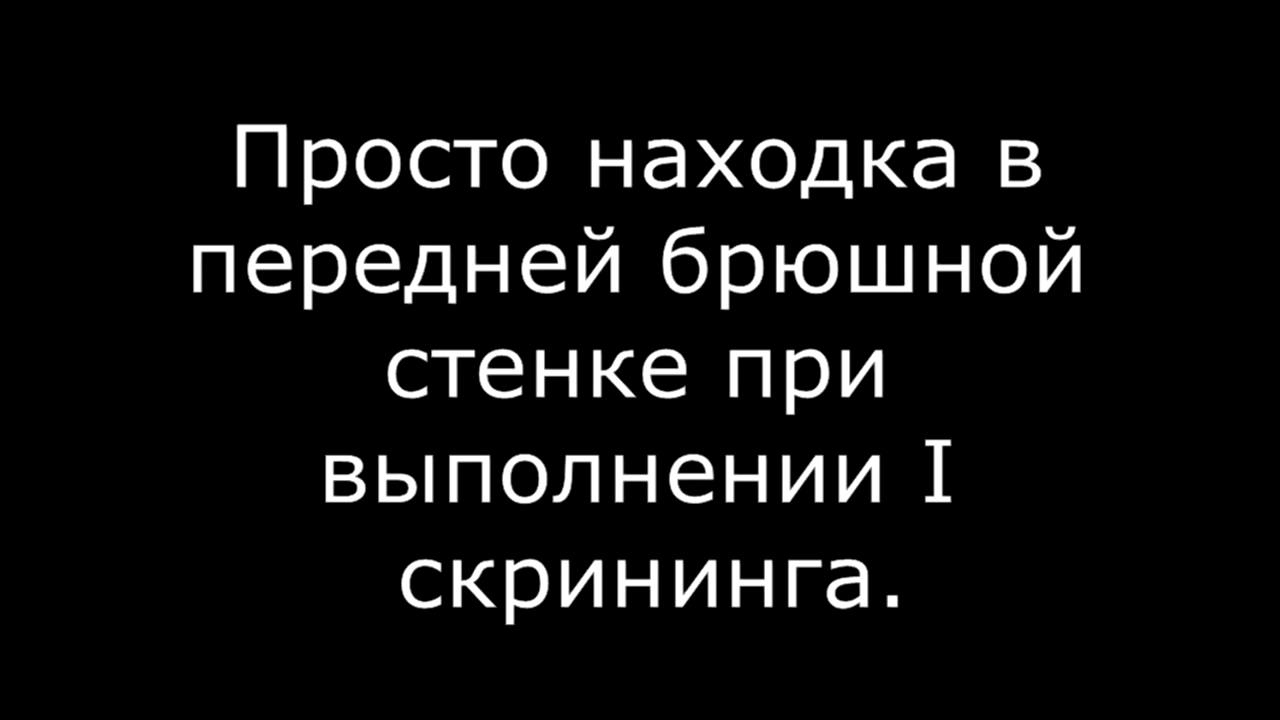 Просто находка в
передней брюшной
стенке при
выполнении I
скрининга.